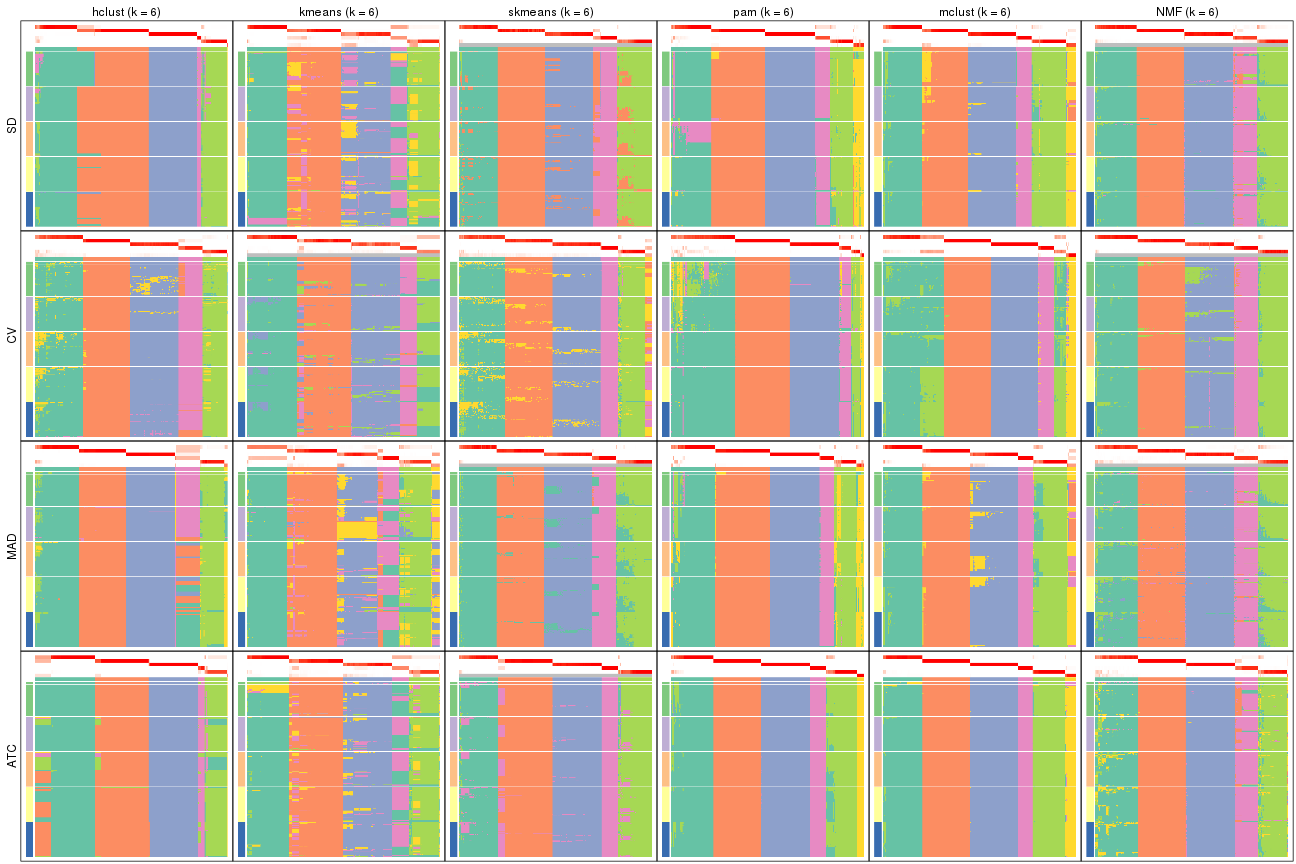 hclust (k = 6)
kmeans (k = 6)
skmeans (k = 6)
pam (k = 6)
mclust (k = 6)
NMF (k = 6)
SD
CV
MAD
ATC